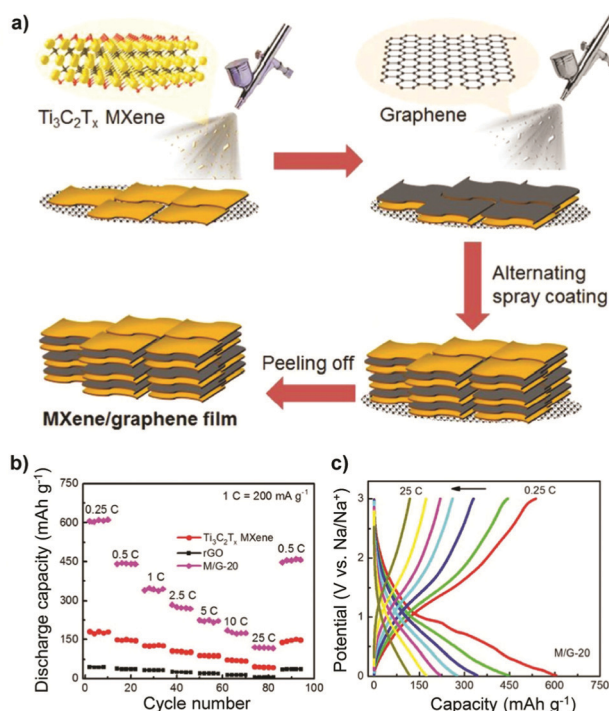 a)
Ti₃C₂Tₓ MXene
Graphene
Alternating
spray coating
Peeling off
MXene/graphene film
b)
Discharge capacity (mAh g⁻¹)
750
600
450
300
150
0
0 20 40 60 80 100
Cycle number
1 C = 200 mA g⁻¹
0.25 C
0.5 C
1 C
2.5 C
5 C
10 C
25 C
0.5 C
Ti₃C₂Tₓ MXene
rGO
M/G-20
c)
Potential (V vs. Na/Na⁺)
3
2
1
0
0 150 300 450 600 750
Capacity (mAh g⁻¹)
25 C
0.25 C
M/G-20